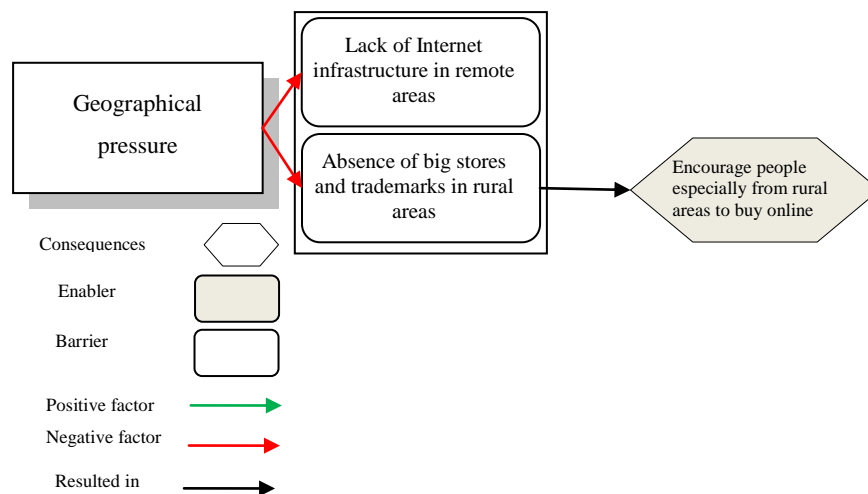 Geographical
pressure
Lack of Internet
infrastructure in remote
areas
Absence of big stores
and trademarks in rural
areas
Encourage people
especially from rural
areas to buy online
Consequences
Enabler
Barrier
Positive factor
Negative factor
Resulted in